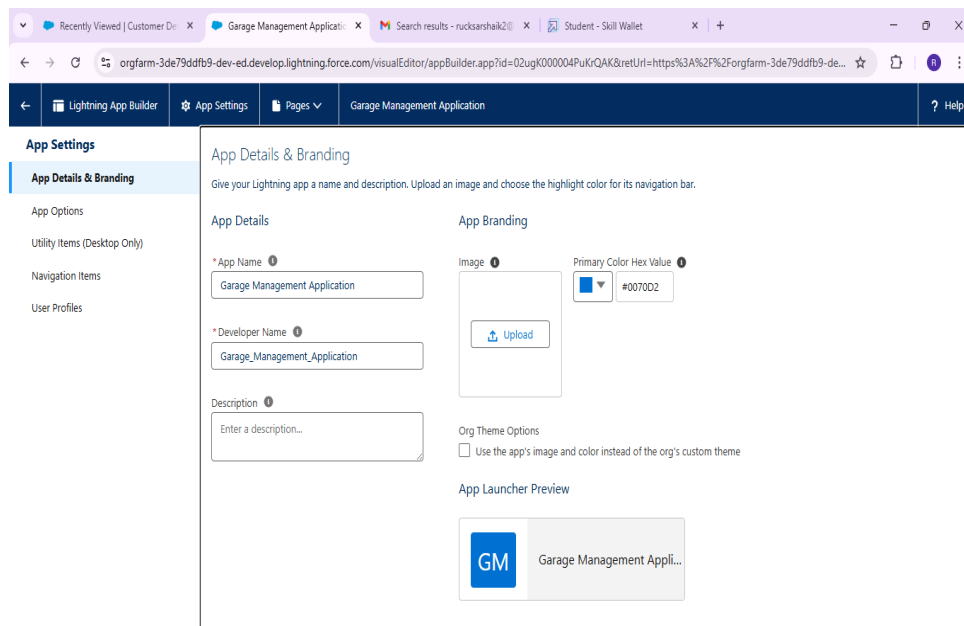 Recently Viewed | Customer De
Garage Management Applicatic
Search results - rucksarshaik2@
Student - Skill Wallet
orgfarm-3de79ddfb9-dev-ed.develop.lightning.force.com/visualEditor/appBuilder.app?id=02ugK000004PuKrQAK&retUrl=https%3A%2F%2Forgfarm-3de79ddfb9-de...
R
Lightning App Builder
App Settings
Pages
Garage Management Application
? Help
App Settings
App Details & Branding
App Options
Utility Items (Desktop Only)
Navigation Items
User Profiles
App Details & Branding
Give your Lightning app a name and description. Upload an image and choose the highlight color for its navigation bar.
App Details
App Branding
*App Name
Garage Management Application
Image
Primary Color Hex Value
#0070D2
Upload
*Developer Name
Garage_Management_Application
Description
Enter a description...
Org Theme Options
Use the app's image and color instead of the org's custom theme
App Launcher Preview
GM
Garage Management Appli...